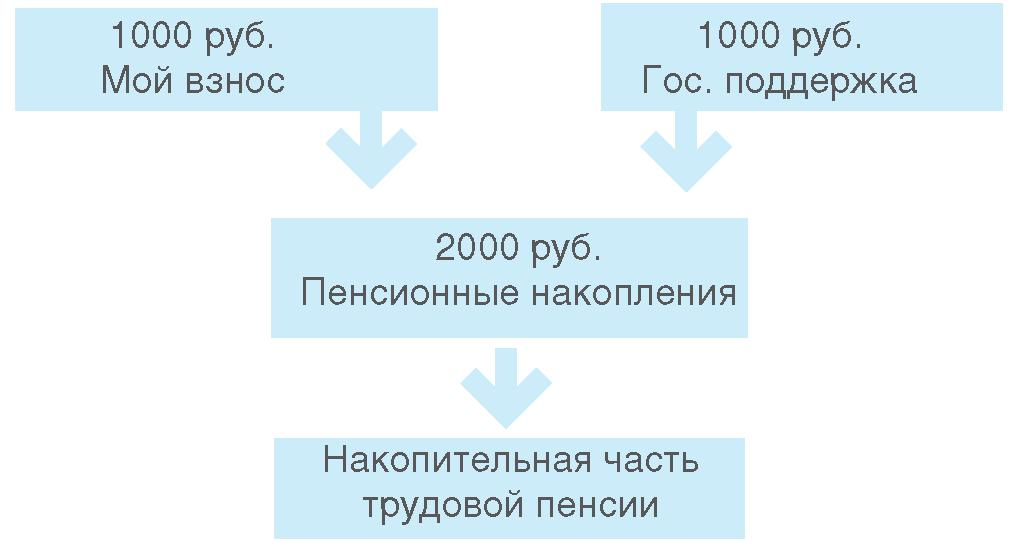 1000 руб.
Мой взнос
1000 руб.
Гос. поддержка
2000 руб.
Пенсионные накопления
Накопительная часть
трудовой пенсии